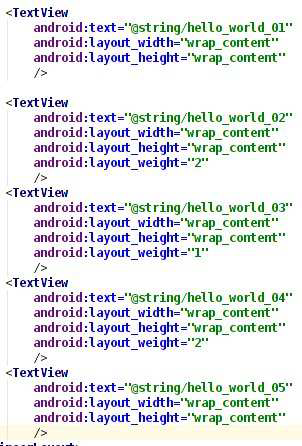 <TextView
android:text="@string/hello_world_01"
android:layout_width="wrap_content"
android:layout_height="wrap_content"
/>
<TextView
android:text="@string/hello_world_02"
android:layout_width="wrap_content"
android:layout_height="wrap_content"
android:layout_weight="2"
/>
<TextView
android:text="@string/hello_world_03"
android:layout_width="wrap_content"
android:layout_height="wrap_content"
android:layout_weight="1"
/>
<TextView
android:text="@string/hello_world_04"
android:layout_width="wrap_content"
android:layout_height="wrap_content"
android:layout_weight="2"
/>
<TextView
android:text="@string/hello_world_05"
android:layout_width="wrap_content"
android:layout_height="wrap_content"
/>